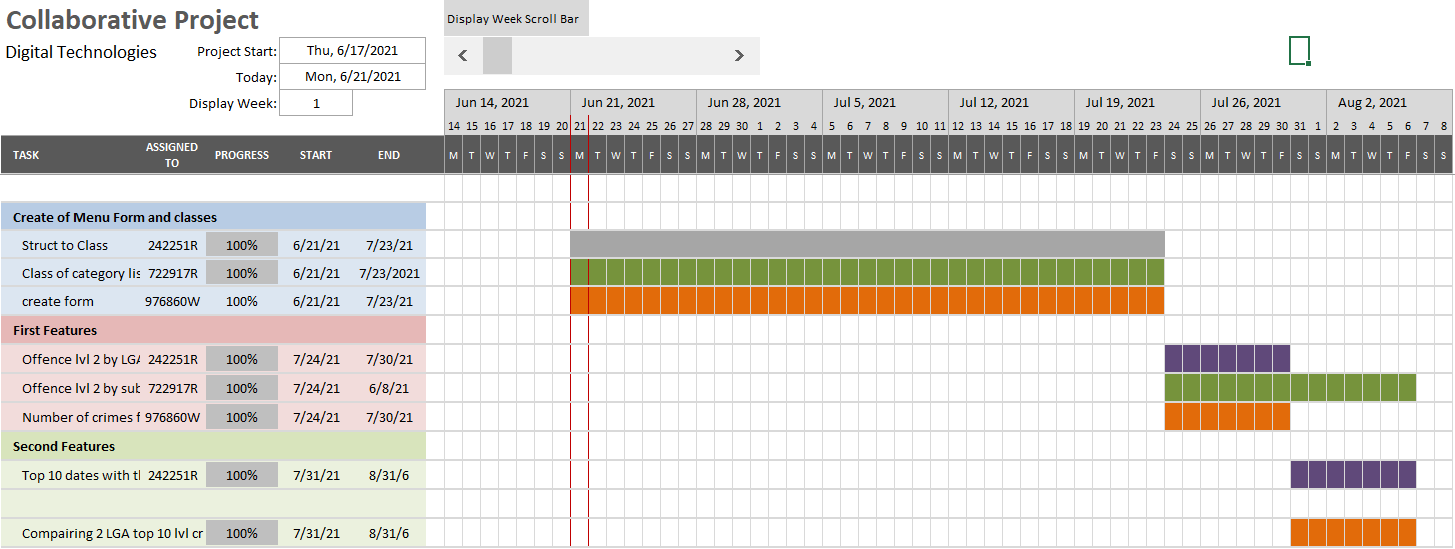 Collaborative Project
Display Week Scroll Bar
Digital Technologies
Project Start: Thu, 6/17/2021
Today: Mon, 6/21/2021
Display Week: 1
Jun 14, 2021 Jun 21, 2021 Jun 28, 2021 Jul 5, 2021 Jul 12, 2021 Jul 19, 2021 Jul 26, 2021 Aug 2, 2021
14 15 16 17 18 19 20 21 22 23 24 25 26 27 28 29 30 1 2 3 4 5 6 7 8 9 10 11 12 13 14 15 16 17 18 19 20 21 22 23 24 25 26 27 28 29 30 31 1 2 3 4 5 6 7 8
TASK ASSIGNED TO PROGRESS START END M T W T F S S M T W T F S S M T W T F S S M T W T F S S M T W T F S S M T W T F S S M T W T F S S M T W T F S S
Create of Menu Form and classes
Struct to Class 242251R 100% 6/21/21 7/23/21
Class of category lis 722917R 100% 6/21/21 7/23/2021
create form 976860W 100% 6/21/21 7/23/21
First Features
Offence lvl 2 by LGA 242251R 100% 7/24/21 7/30/21
Offence lvl 2 by sub 722917R 100% 7/24/21 6/8/21
Number of crimes f 976860W 100% 7/24/21 7/30/21
Second Features
Top 10 dates with th 242251R 100% 7/31/21 8/31/6
Compairing 2 LGA top 10 lvl cr 100% 7/31/21 8/31/6